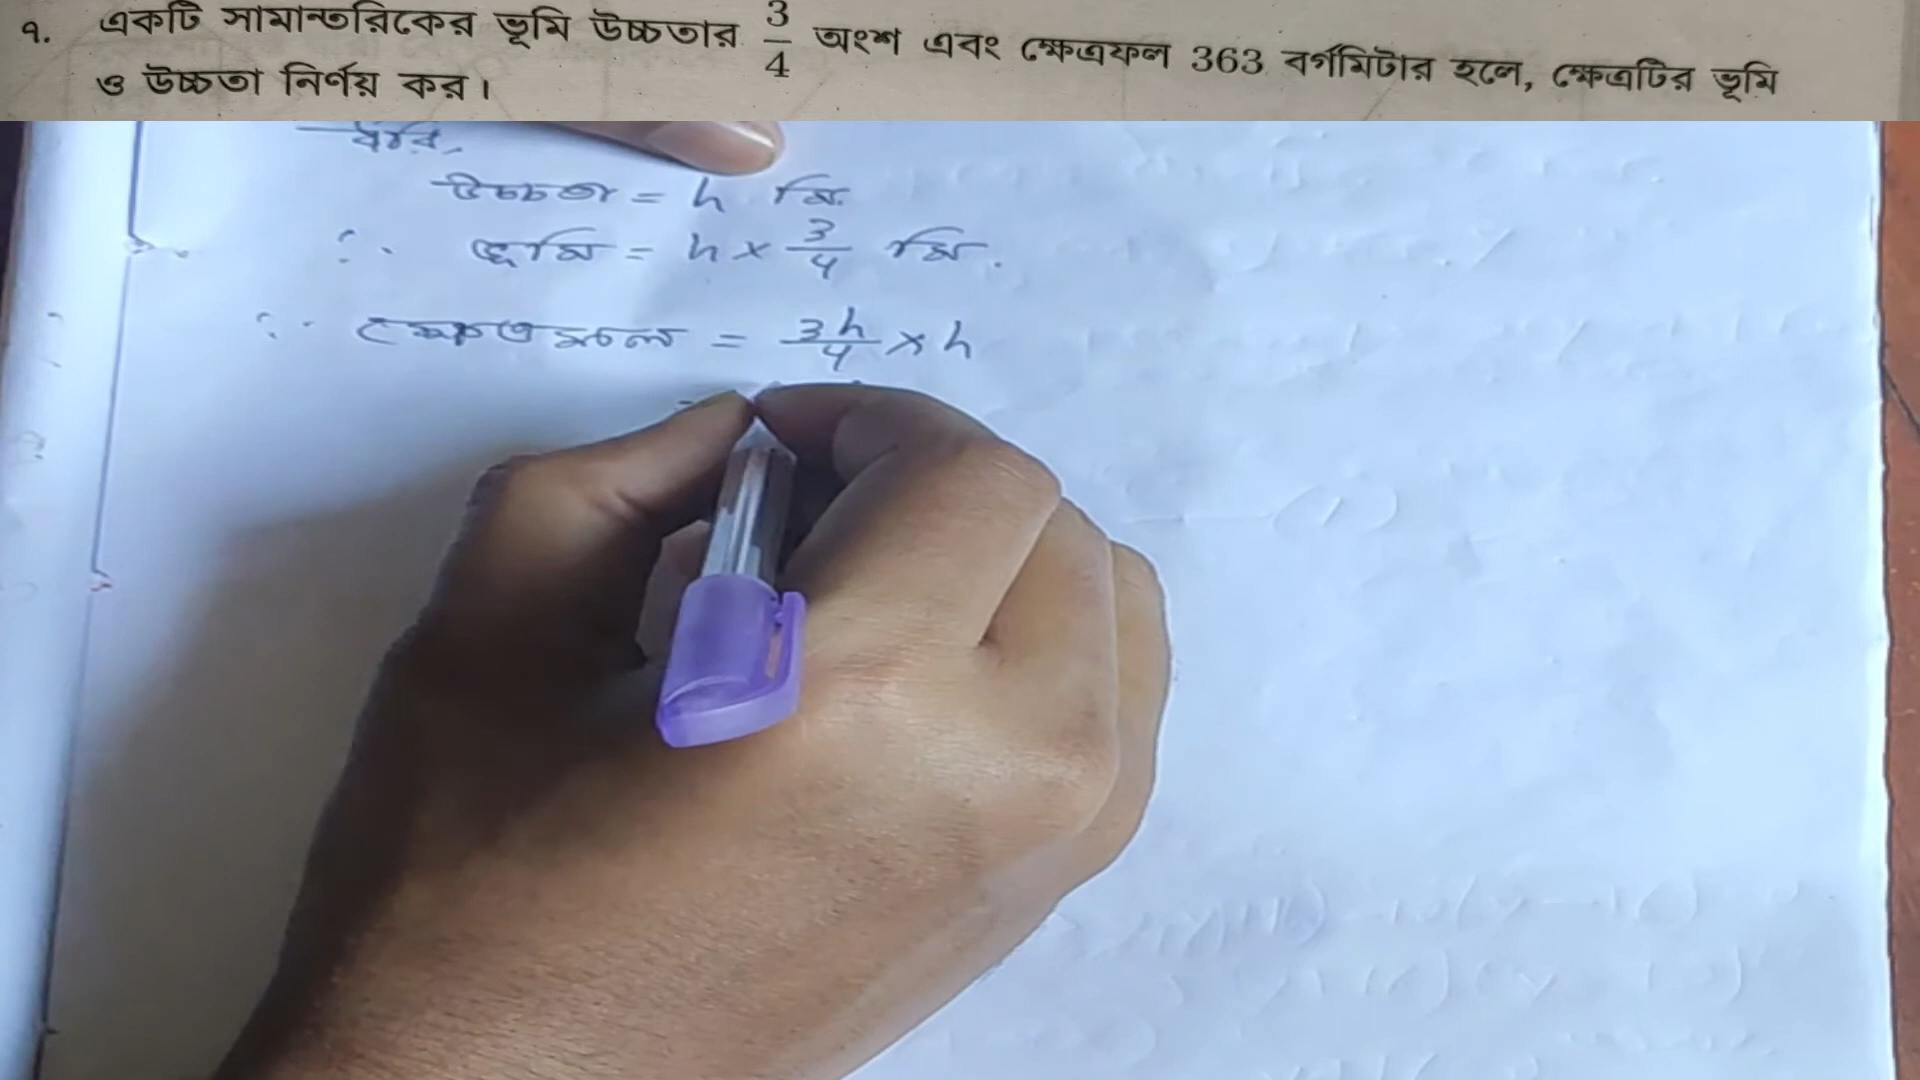 ৭. একটি সামান্তরিকের ভূমি উচ্চতার 3/4 অংশ এবং ক্ষেত্রফল 363 বর্গমিটার হলে, ক্ষেত্রটির ভূমি
ও উচ্চতা নির্ণয় কর।
ধরি,
উচ্চতা = h মি.
∴ ভূমি = h × 3/4 মি.
∴ ক্ষেত্রফল = 3h/4 × h
=